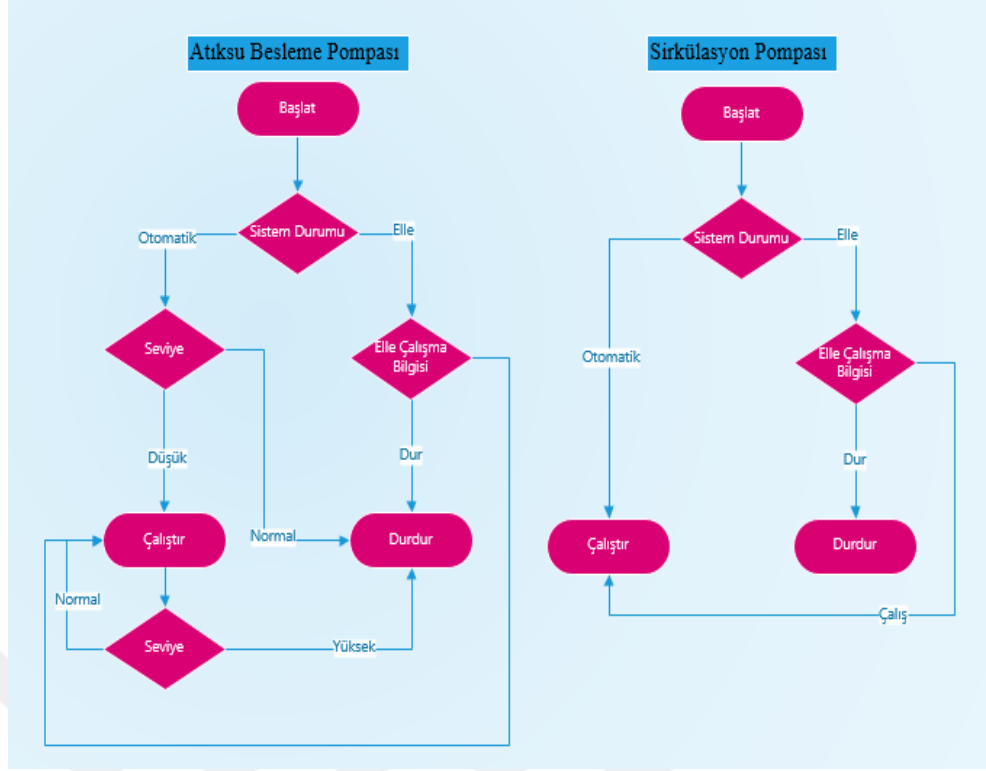 Atıksu Besleme Pompası
Başlat
Sistem Durumu
Otomatik
Elle
Seviye
Elle Çalışma
Bilgisi
Düşük
Dur
Çalıştır
Normal
Durdur
Normal
Seviye
Yüksek
Sirkülasyon Pompası
Başlat
Sistem Durumu
Elle
Otomatik
Elle Çalışma
Bilgisi
Dur
Çalıştır
Durdur
Çalış